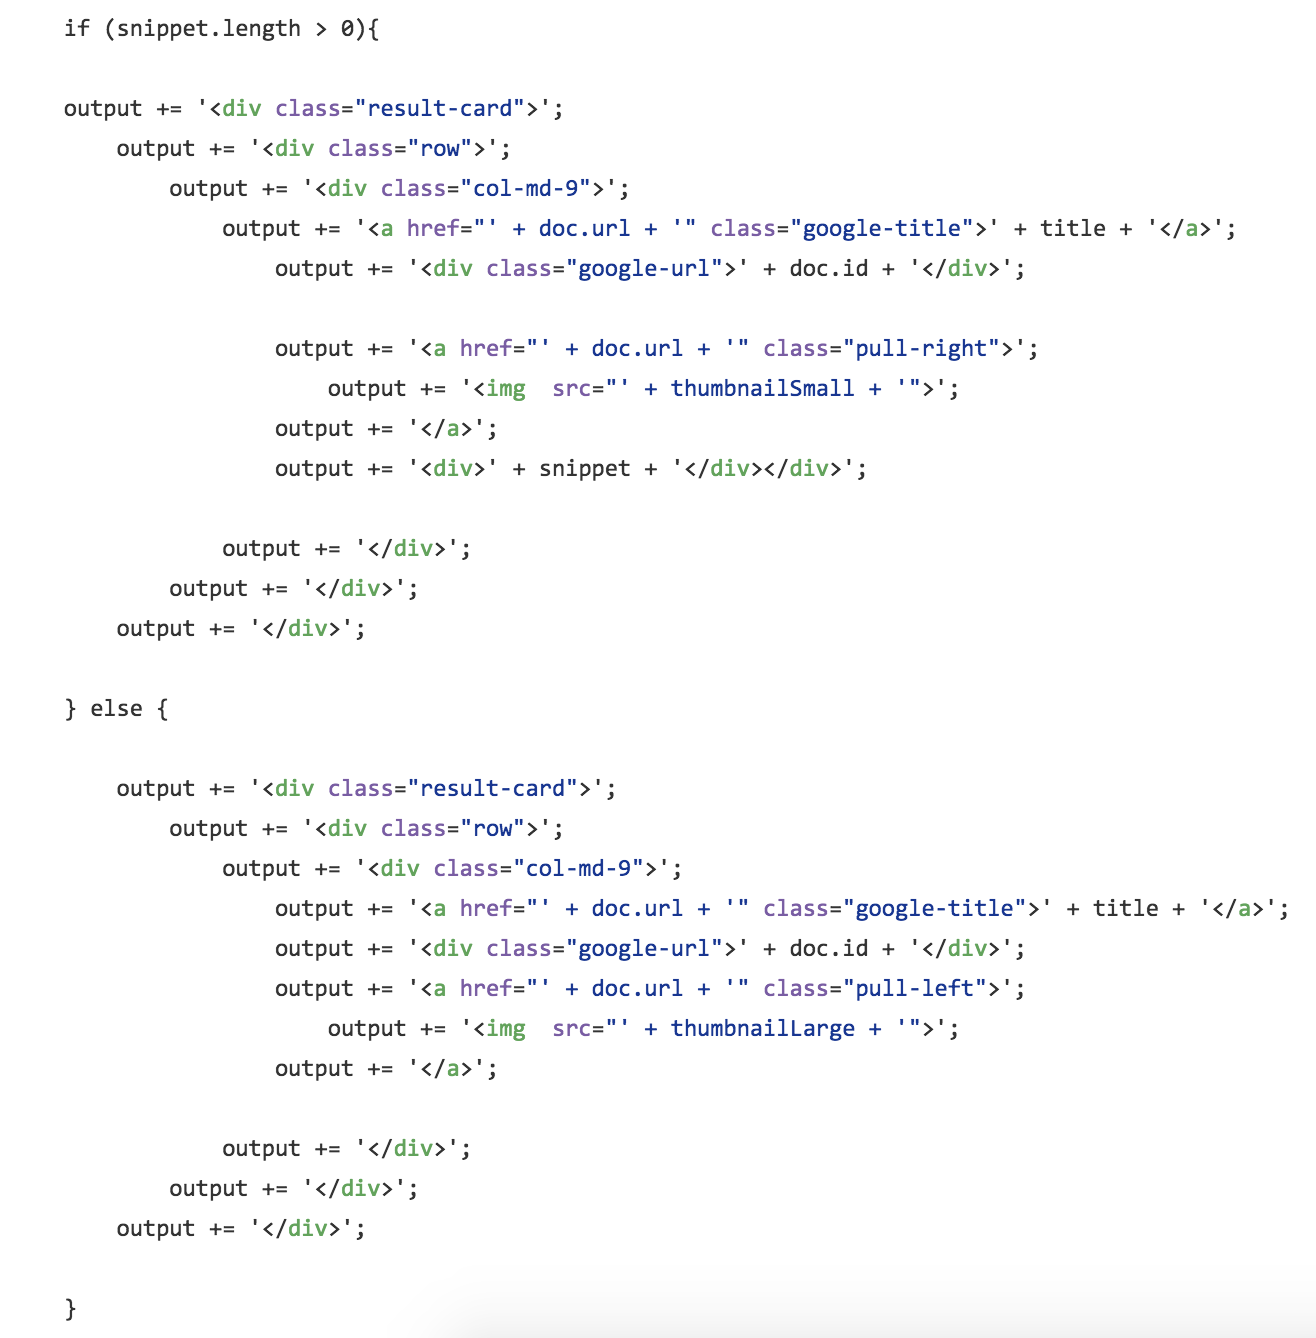 if (snippet.length > 0){
output += '<div class="result-card">';
output += '<div class="row">';
output += '<div class="col-md-9">';
output += '<a href="' + doc.url + '" class="google-title">' + title + '</a>';
output += '<div class="google-url">' + doc.id + '</div>';
output += '<a href="' + doc.url + '" class="pull-right">';
output += '<img  src="' + thumbnailSmall + '">';
output += '</a>';
output += '<div>' + snippet + '</div></div>';
output += '</div>';
output += '</div>';
output += '</div>';
} else {
output += '<div class="result-card">';
output += '<div class="row">';
output += '<div class="col-md-9">';
output += '<a href="' + doc.url + '" class="google-title">' + title + '</a>';
output += '<div class="google-url">' + doc.id + '</div>';
output += '<a href="' + doc.url + '" class="pull-left">';
output += '<img  src="' + thumbnailLarge + '">';
output += '</a>';
output += '</div>';
output += '</div>';
output += '</div>';
}